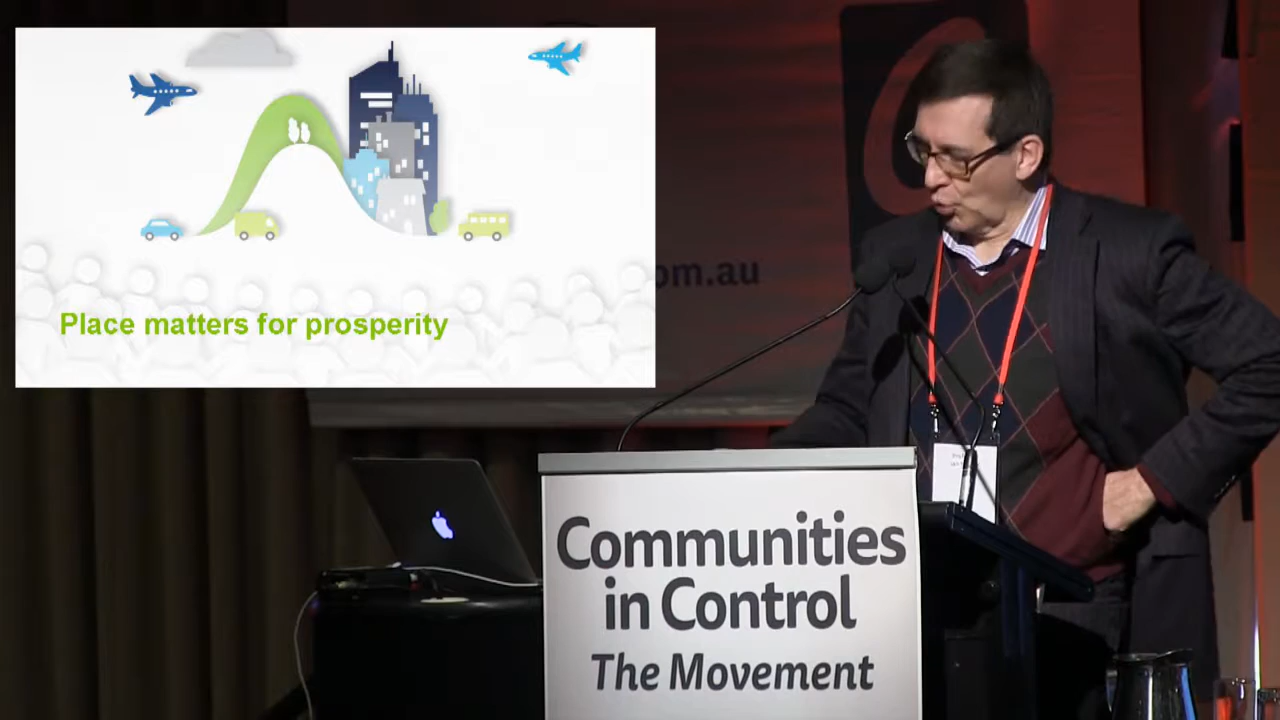 Place matters for prosperity
om.au
Communities
in Control
The Movement